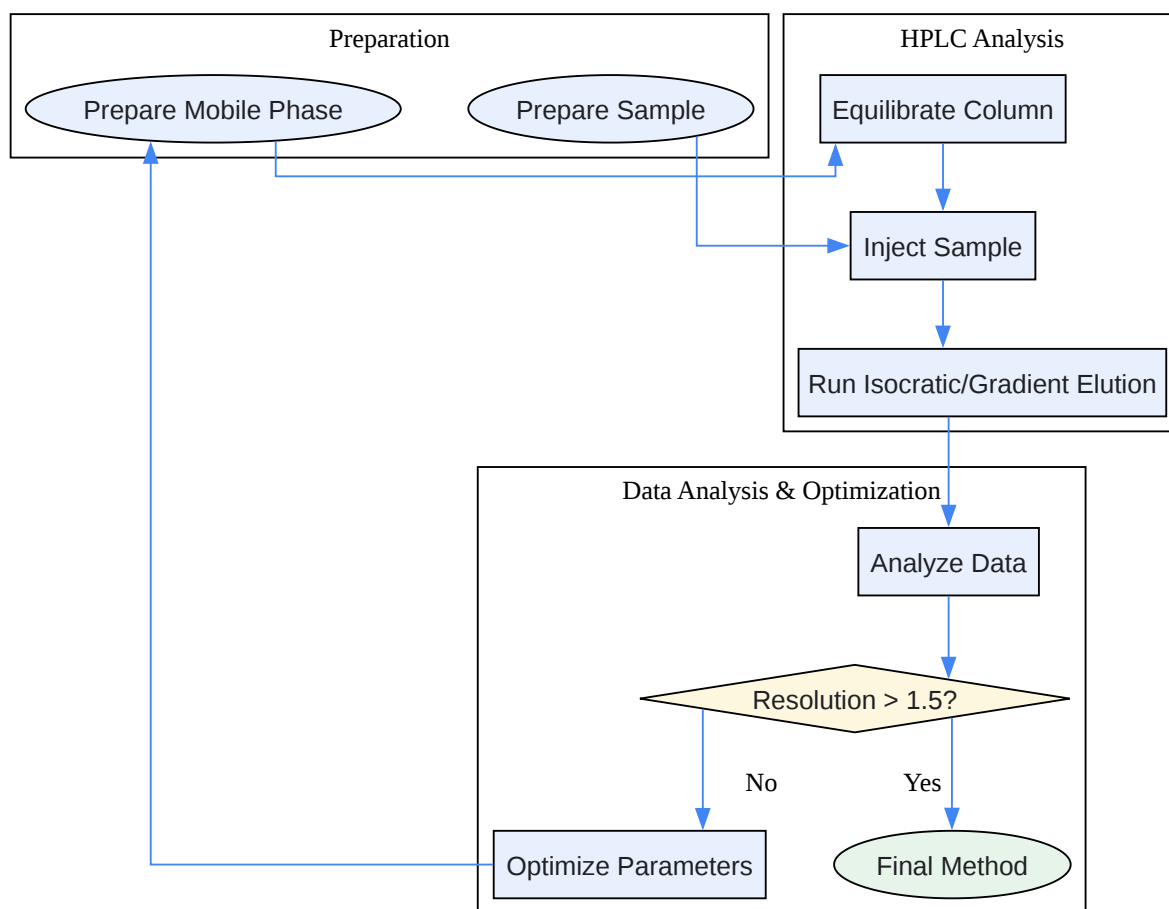 Preparation
HPLC Analysis
Prepare Mobile Phase
Prepare Sample
Equilibrate Column
Inject Sample
Run Isocratic/Gradient Elution
Data Analysis & Optimization
Analyze Data
Resolution > 1.5?
No
Yes
Optimize Parameters
Final Method